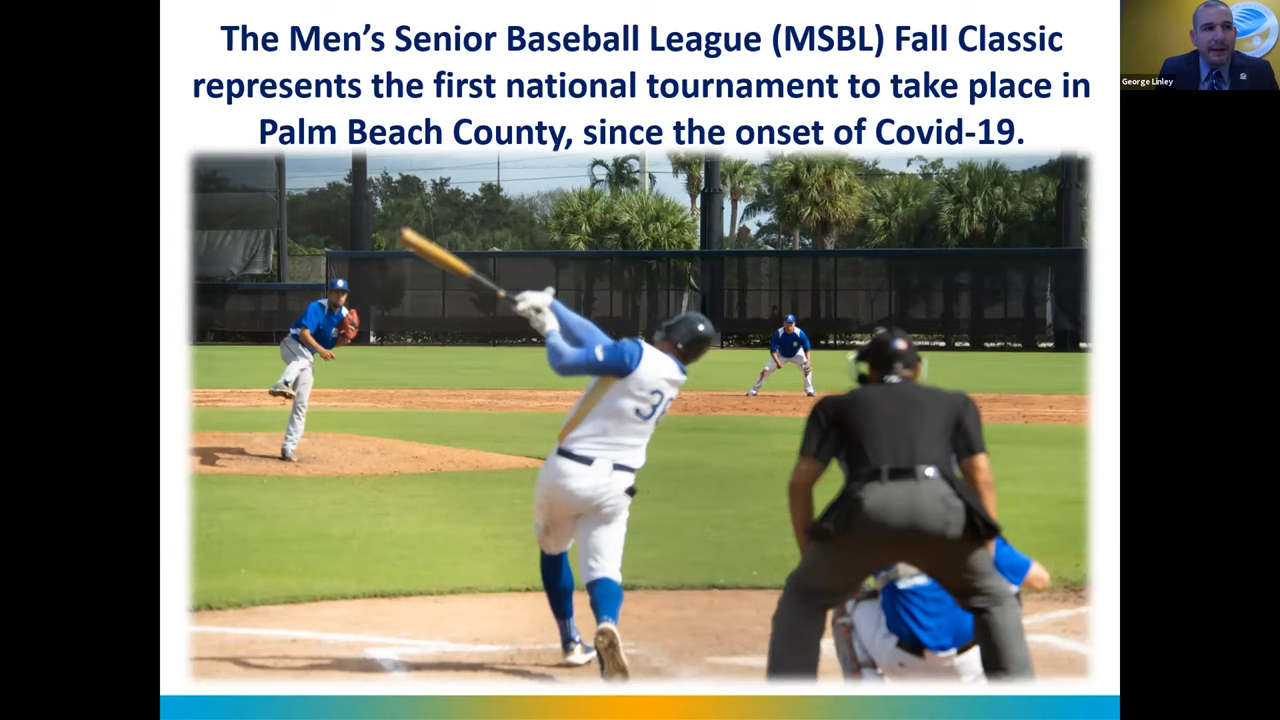 The Men’s Senior Baseball League (MSBL) Fall Classic
represents the first national tournament to take place in
Palm Beach County, since the onset of Covid-19.
George Linley